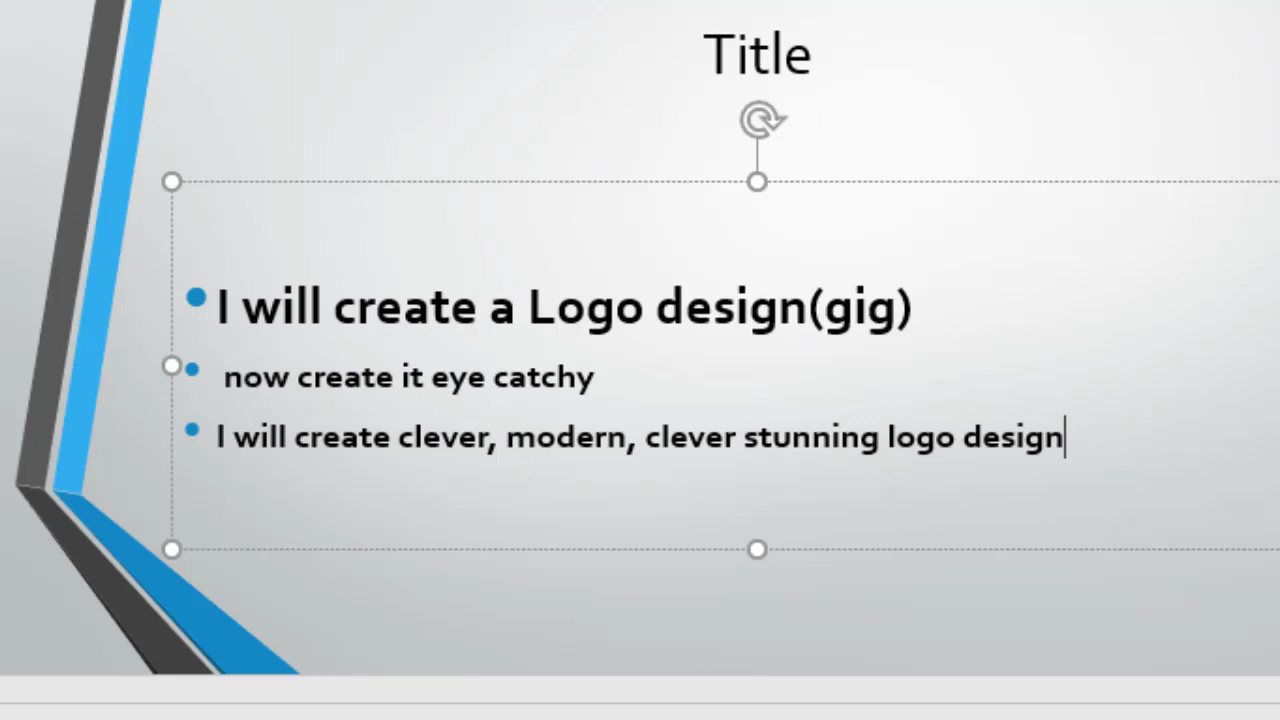 Title
I will create a Logo design(gig)
now create it eye catchy
I will create clever, modern, clever stunning logo design